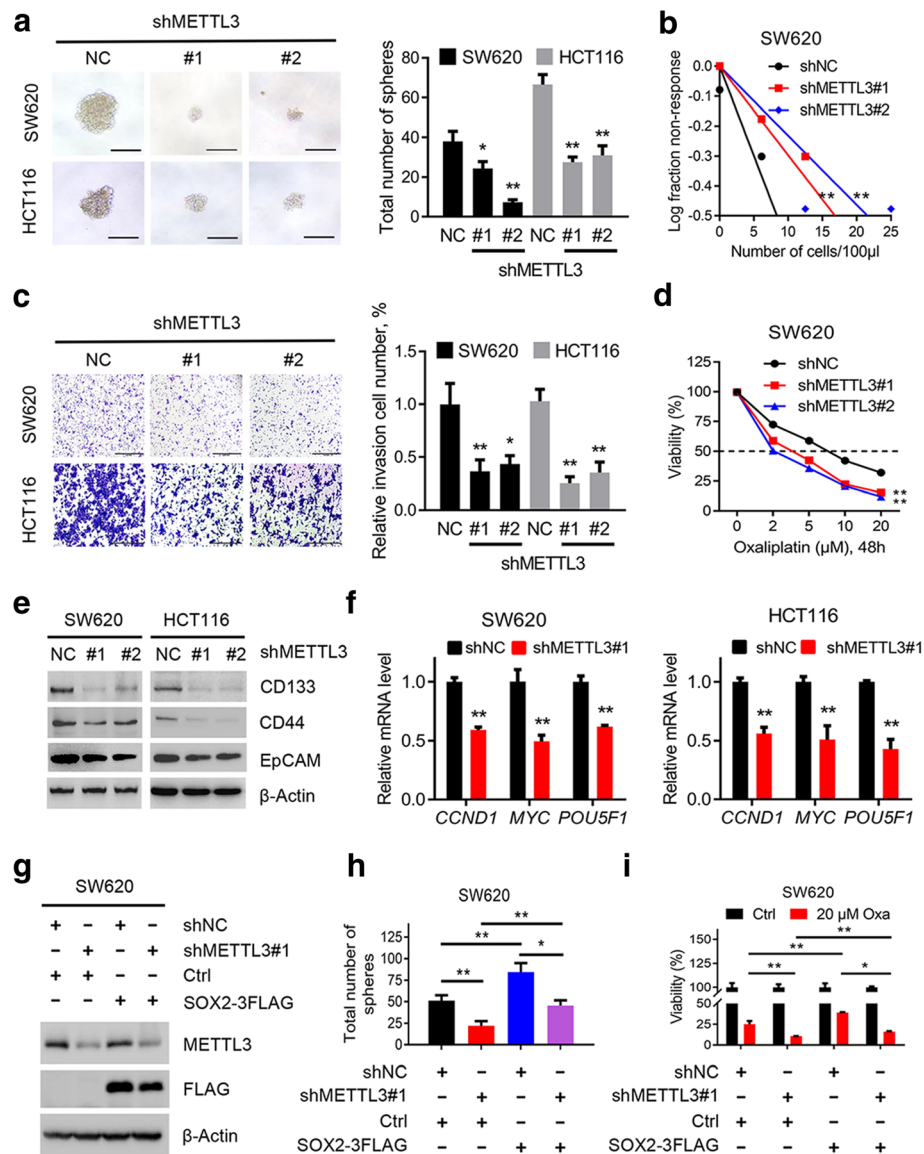 a
shMETTL3
NC #1 #2
SW620
HCT116
Total number of spheres
80
60
40
20
0
SW620 HCT116
* ** ** **
NC #1 #2 NC #1 #2
shMETTL3
b
SW620
shNC
shMETTL3#1
shMETTL3#2
Log fraction non-response
0.0
-0.1
-0.2
-0.3
-0.4
-0.5
** **
0 5 10 15 20 25
Number of cells/100µl
c
shMETTL3
NC #1 #2
SW620
HCT116
Relative invasion cell number, %
1.5
1.0
0.5
0.0
SW620 HCT116
** * ** **
NC #1 #2 NC #1 #2
shMETTL3
d
SW620
shNC
shMETTL3#1
shMETTL3#2
Viability (%)
125
100
75
50
25
0
**
**
0 2 5 10 20
Oxaliplatin (µM), 48h
e
SW620 HCT116
NC #1 #2 NC #1 #2 shMETTL3
CD133
CD44
EpCAM
β-Actin
f
SW620
shNC shMETTL3#1
Relative mRNA level
1.0
0.5
0.0
** ** **
CCND1 MYC POU5F1
HCT116
shNC shMETTL3#1
Relative mRNA level
1.0
0.5
0.0
** ** **
CCND1 MYC POU5F1
g
SW620
+ − + − shNC
− + − + shMETTL3#1
+ + − − Ctrl
− − + + SOX2-3FLAG
METTL3
FLAG
β-Actin
h
SW620
Total number of
spheres
125
100
75
50
25
0
**
**
** *
shNC + − + −
shMETTL3#1 − + − +
Ctrl + + − −
SOX2-3FLAG − − + +
i
SW620
Ctrl 20 µM Oxa
Viability (%)
150
125
100
50
25
0
**
**
** *
shNC + − + −
shMETTL3#1 − + − +
Ctrl + + − −
SOX2-3FLAG − − + +